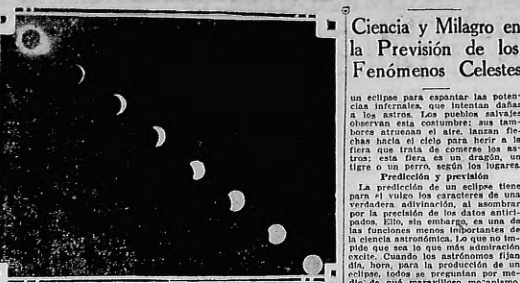 Ciencia y Milagro en
la Previsión de los
Fenómenos Celestes
un eclipse para espantar las poten-
cias infernales, que intentan dañar
a los astros. Los pueblos salvajes
observan esta costumbre: sus tam-
bores atruenan el aire, lanzan fle-
chas hacia el cielo para herir a la
fiera que trata de comerse los as-
tros; esta fiera es un dragón, un
tigre o un perro, según los lugares.
Predicción y previsión
La predicción de un eclipse tiene
para el vulgo los caracteres de una
verdadera adivinación, al asombrar
por la precisión de los datos antici-
pados. Ello, sin embargo, es una de
las funciones menos importantes de
la ciencia astronómica. Lo que no im-
pide que sea lo que más admiración
excite. Cuando los astrónomos fijan
día, hora, para la producción de un
eclipse, todos se preguntan por me-
dio de qué maravilloso mecanismo